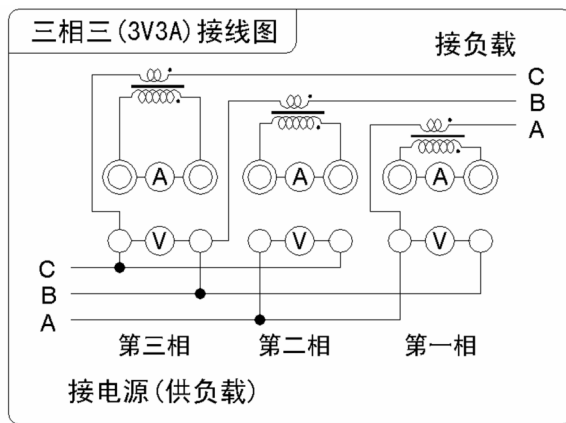 三相三(3V3A)接线图
接负载
C
B
A
A A A
V V V
C
B
A
第三相 第二相 第一相
接电源(供负载)